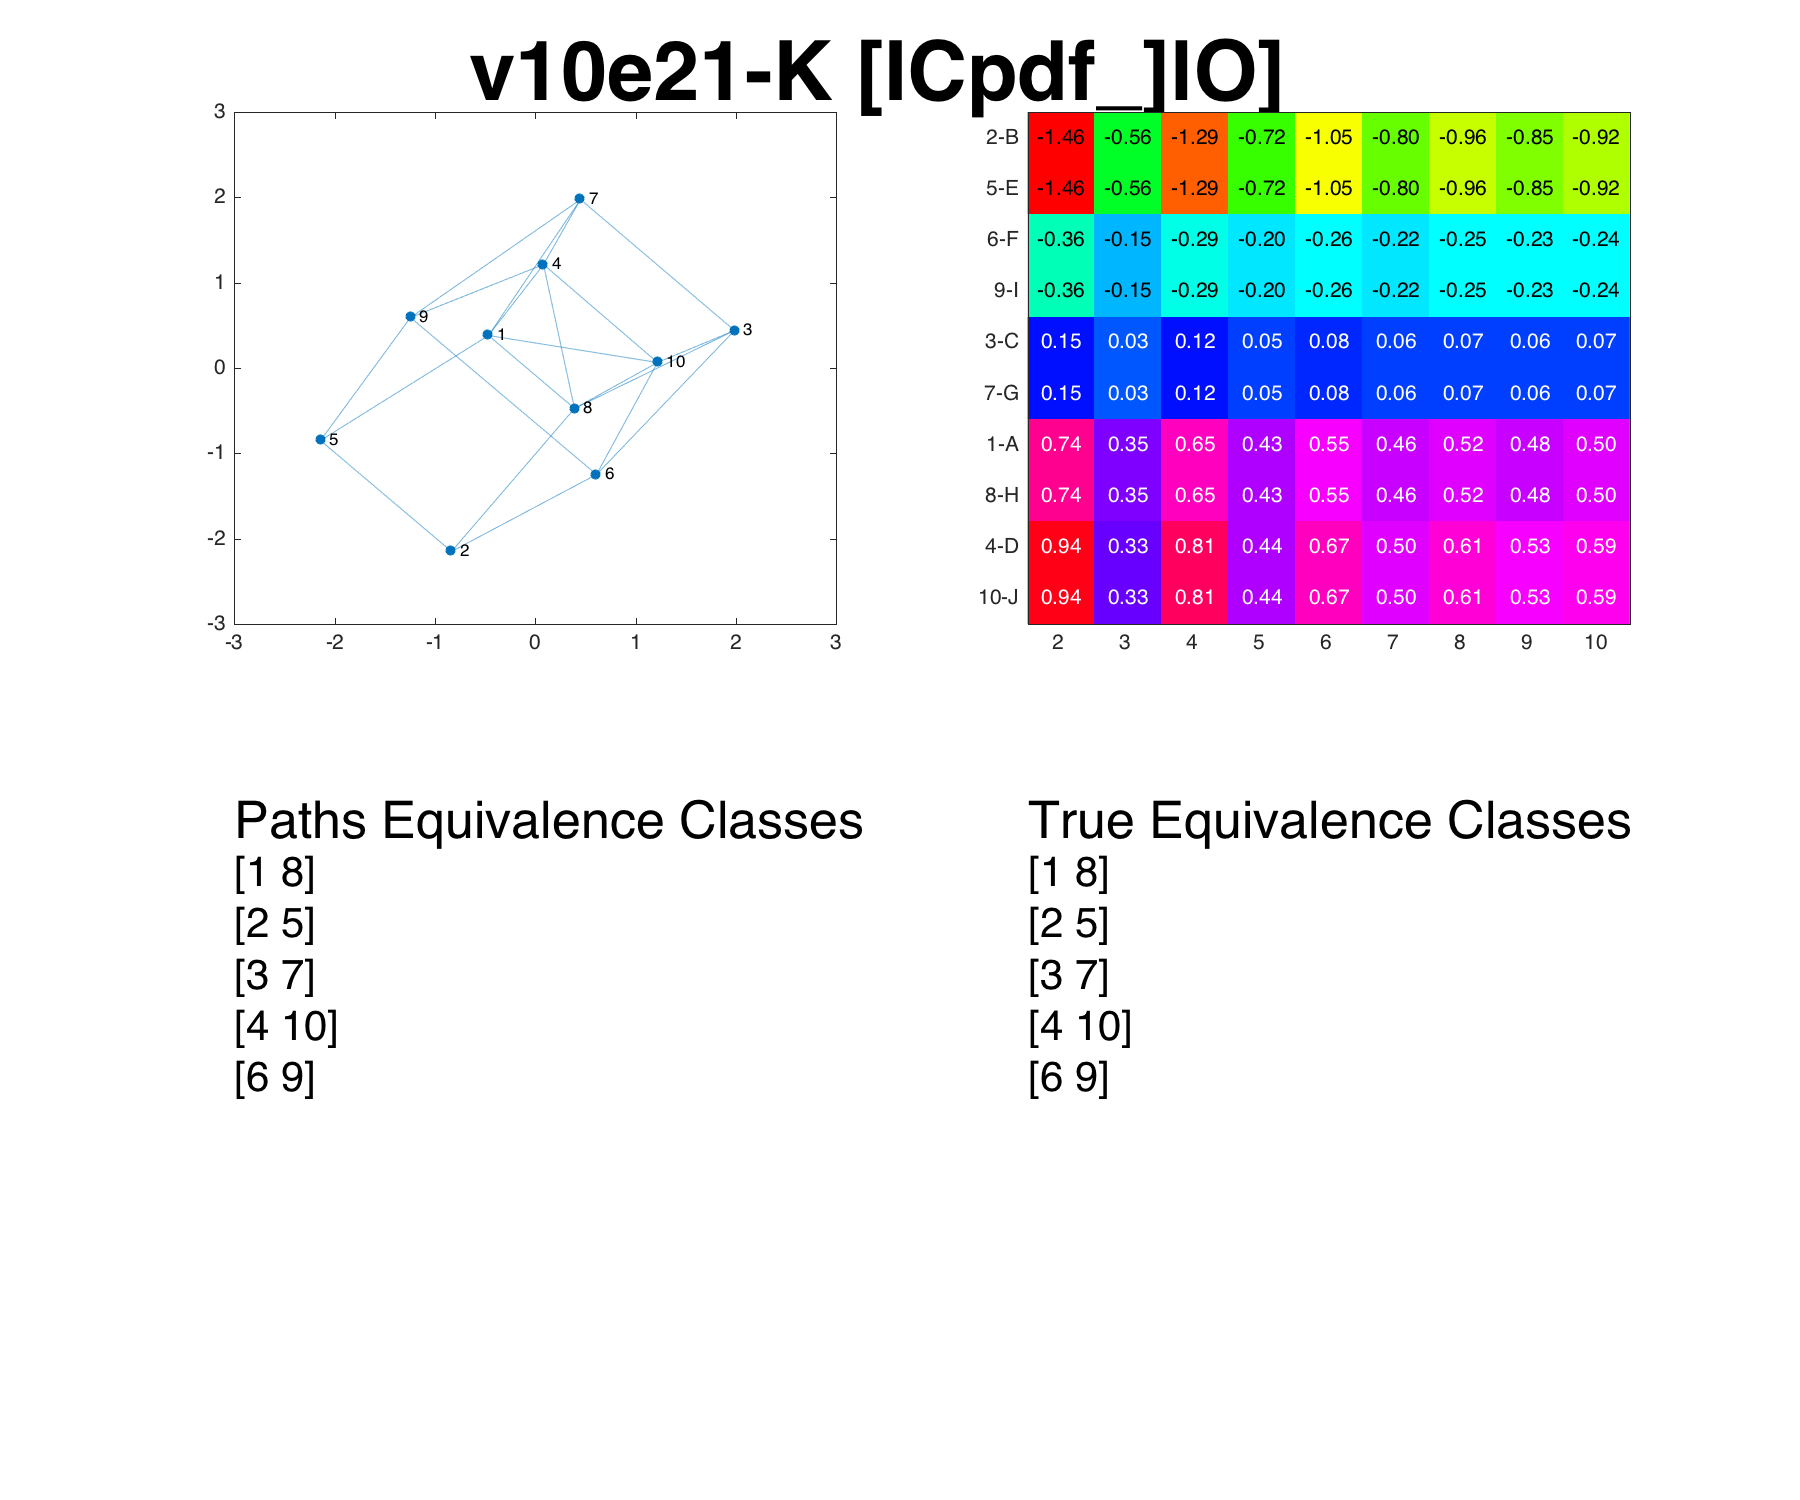 v10e21-K [ICpdf_]IO]
3
2
1
0
-1
-2
-3
-3 -2 -1 0 1 2 3
7
4
9
1
3
10
8
5
6
2
2-B -1.46 -0.56 -1.29 -0.72 -1.05 -0.80 -0.96 -0.85 -0.92
5-E -1.46 -0.56 -1.29 -0.72 -1.05 -0.80 -0.96 -0.85 -0.92
6-F -0.36 -0.15 -0.29 -0.20 -0.26 -0.22 -0.25 -0.23 -0.24
9-I -0.36 -0.15 -0.29 -0.20 -0.26 -0.22 -0.25 -0.23 -0.24
3-C 0.15 0.03 0.12 0.05 0.08 0.06 0.07 0.06 0.07
7-G 0.15 0.03 0.12 0.05 0.08 0.06 0.07 0.06 0.07
1-A 0.74 0.35 0.65 0.43 0.55 0.46 0.52 0.48 0.50
8-H 0.74 0.35 0.65 0.43 0.55 0.46 0.52 0.48 0.50
4-D 0.94 0.33 0.81 0.44 0.67 0.50 0.61 0.53 0.59
10-J 0.94 0.33 0.81 0.44 0.67 0.50 0.61 0.53 0.59
2 3 4 5 6 7 8 9 10
Paths Equivalence Classes
[1 8]
[2 5]
[3 7]
[4 10]
[6 9]
True Equivalence Classes
[1 8]
[2 5]
[3 7]
[4 10]
[6 9]